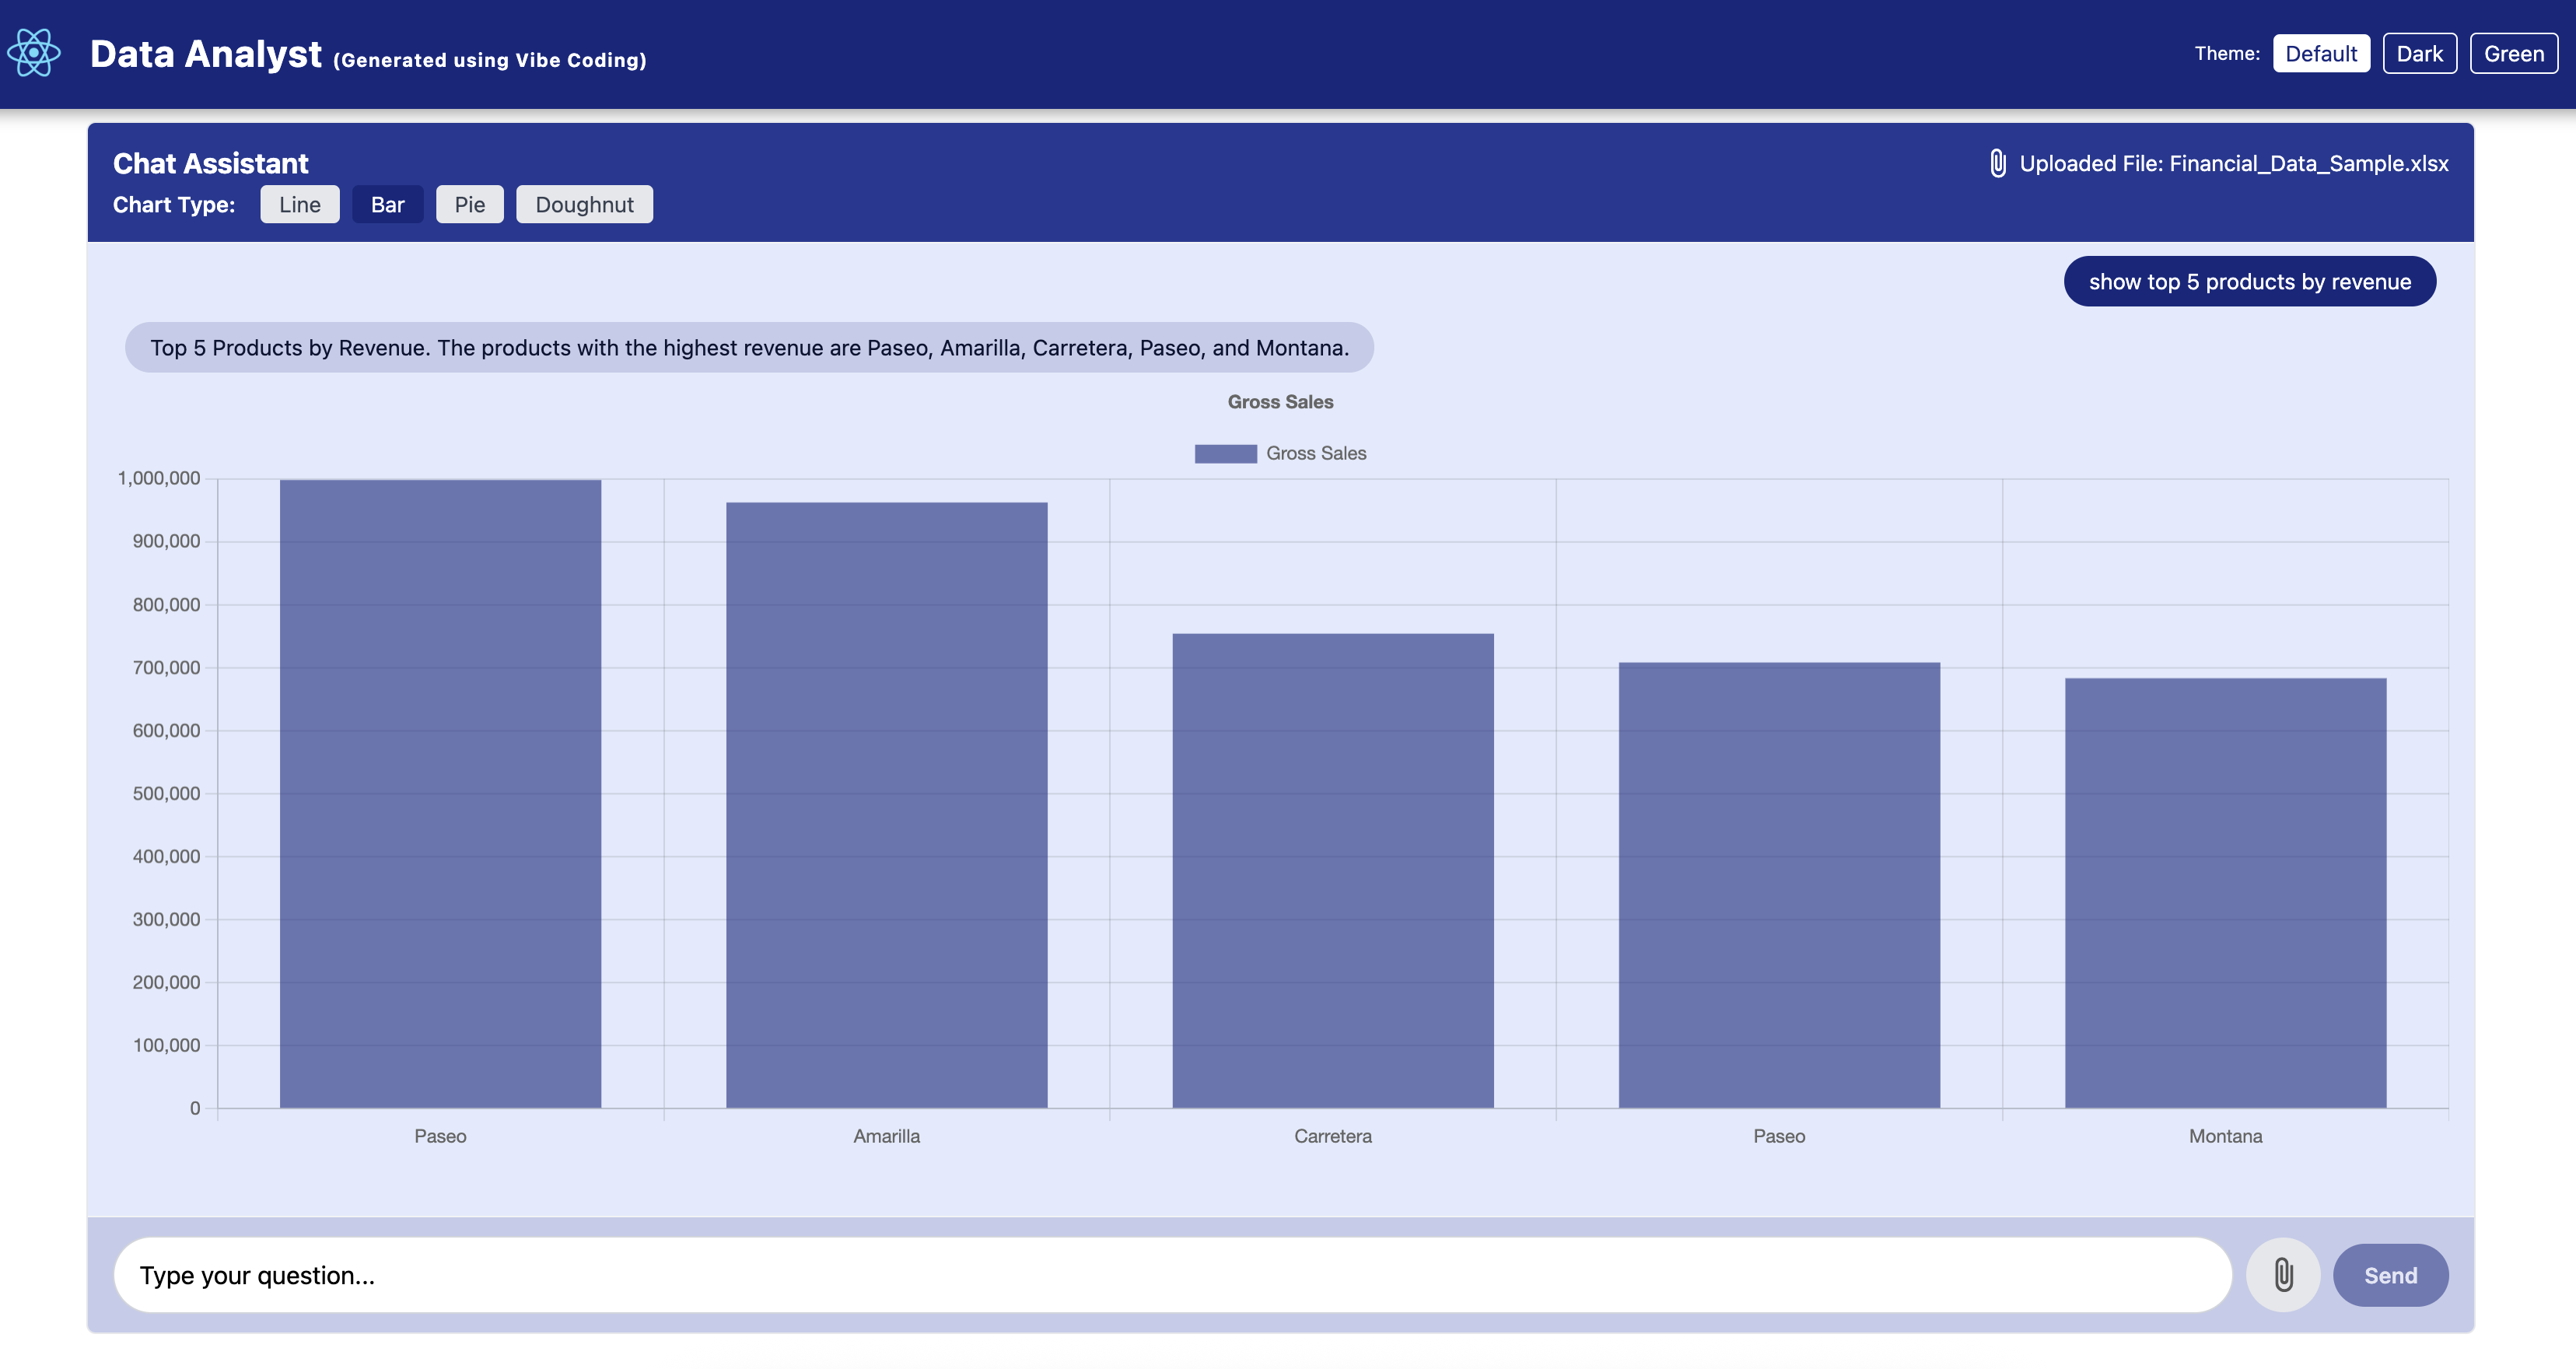 Data Analyst (Generated using Vibe Coding)
Theme: Default Dark Green
Chat Assistant
Uploaded File: Financial_Data_Sample.xlsx
Chart Type: Line Bar Pie Doughnut
show top 5 products by revenue
Top 5 Products by Revenue. The products with the highest revenue are Paseo, Amarilla, Carretera, Paseo, and Montana.
Gross Sales
Gross Sales
1,000,000
900,000
800,000
700,000
600,000
500,000
400,000
300,000
200,000
100,000
0
Paseo Amarilla Carretera Paseo Montana
Type your question...
Send